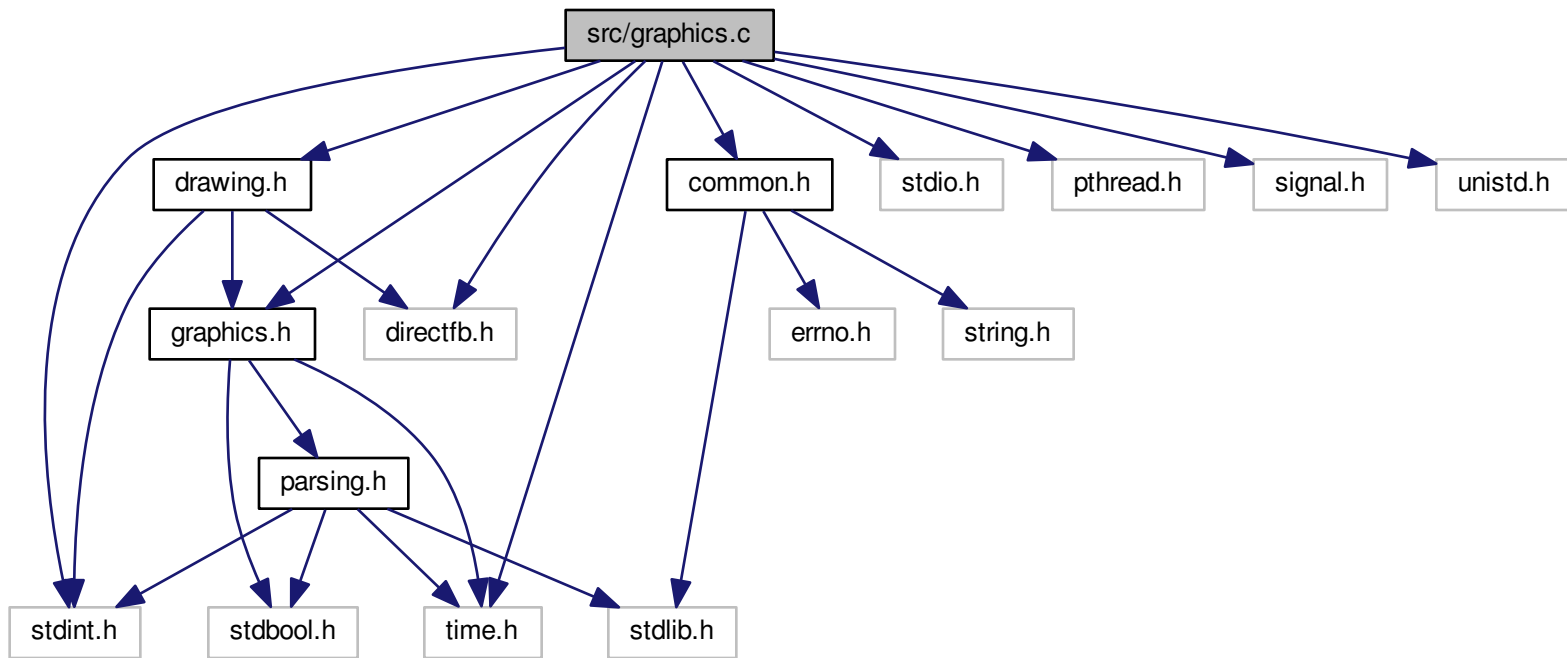 src/graphics.c
drawing.h
common.h
stdio.h
pthread.h
signal.h
unistd.h
graphics.h
directfb.h
errno.h
string.h
parsing.h
stdint.h
stdbool.h
time.h
stdlib.h